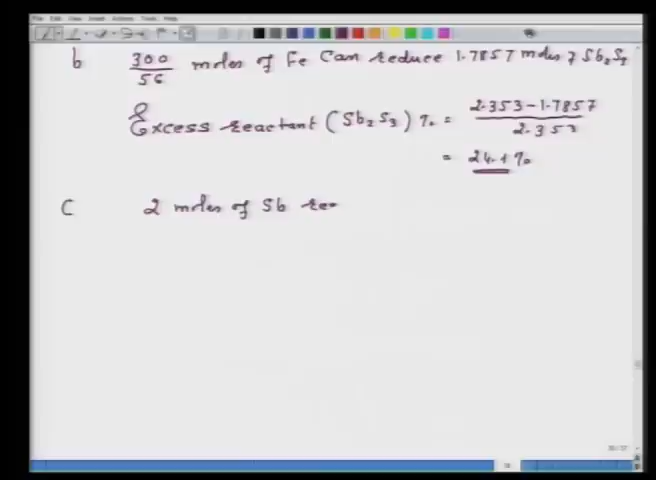 b 300/56 moles of Fe Can reduce 1.7857 moles of Sb2S3
Excess reactant (Sb2S3) % = 2.353-1.7857 / 2.353
= 24.1 %
C 2 moles of Sb req